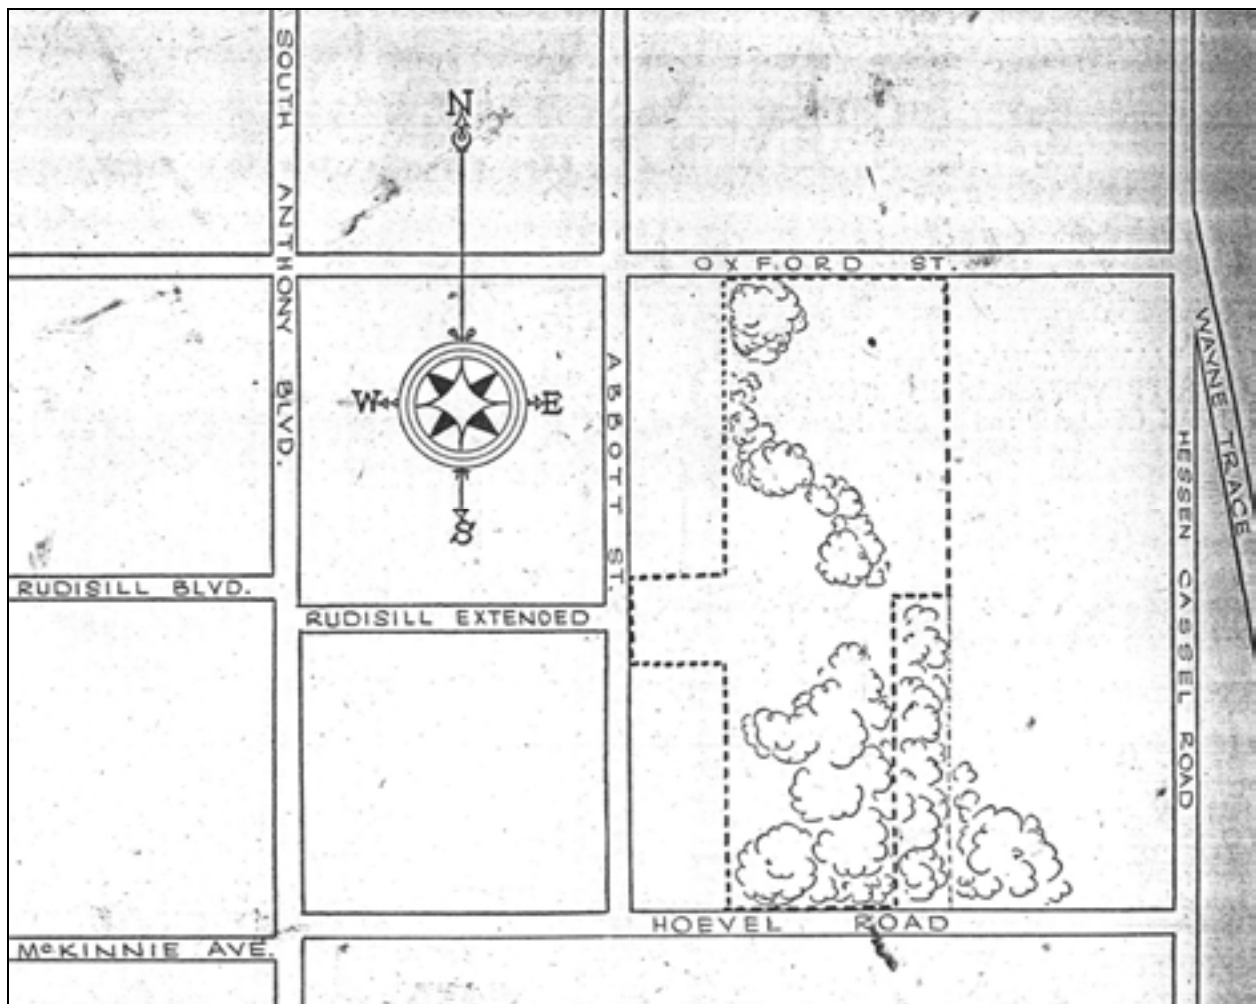 SOUTH ANTHONY BLVD.
N
OXFORD ST.
W
E
S
ABBOTT ST.
WAYNE TRACE
HESSEN CASSEL ROAD
RUDISILL BLVD.
RUDISILL EXTENDED
HOEVEL ROAD
McKINNIE AVE.